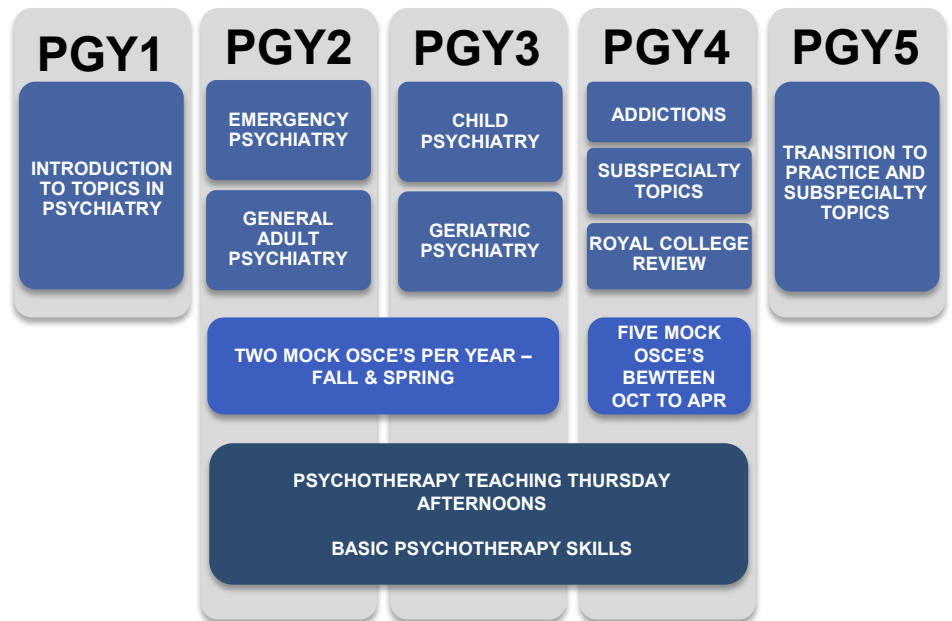 PGY1
PGY2
PGY3
PGY4
PGY5
INTRODUCTION
TO TOPICS IN
PSYCHIATRY
EMERGENCY
PSYCHIATRY
GENERAL
ADULT
PSYCHIATRY
CHILD
PSYCHIATRY
GERIATRIC
PSYCHIATRY
ADDICTIONS
SUBSPECIALTY
TOPICS
ROYAL COLLEGE
REVIEW
TRANSITION TO
PRACTICE AND
SUBSPECIALTY
TOPICS
TWO MOCK OSCE'S PER YEAR –
FALL & SPRING
FIVE MOCK
OSCE'S
BEWTEEN
OCT TO APR
PSYCHOTHERAPY TEACHING THURSDAY
AFTERNOONS
BASIC PSYCHOTHERAPY SKILLS